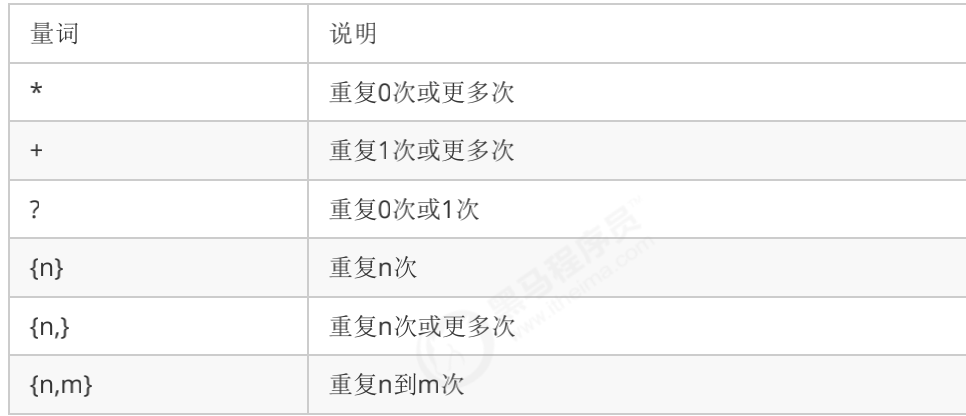 量词 说明
* 重复0次或更多次
+ 重复1次或更多次
? 重复0次或1次
{n} 重复n次
{n,} 重复n次或更多次
{n,m} 重复n到m次
黑马程序员
www.itheima.com